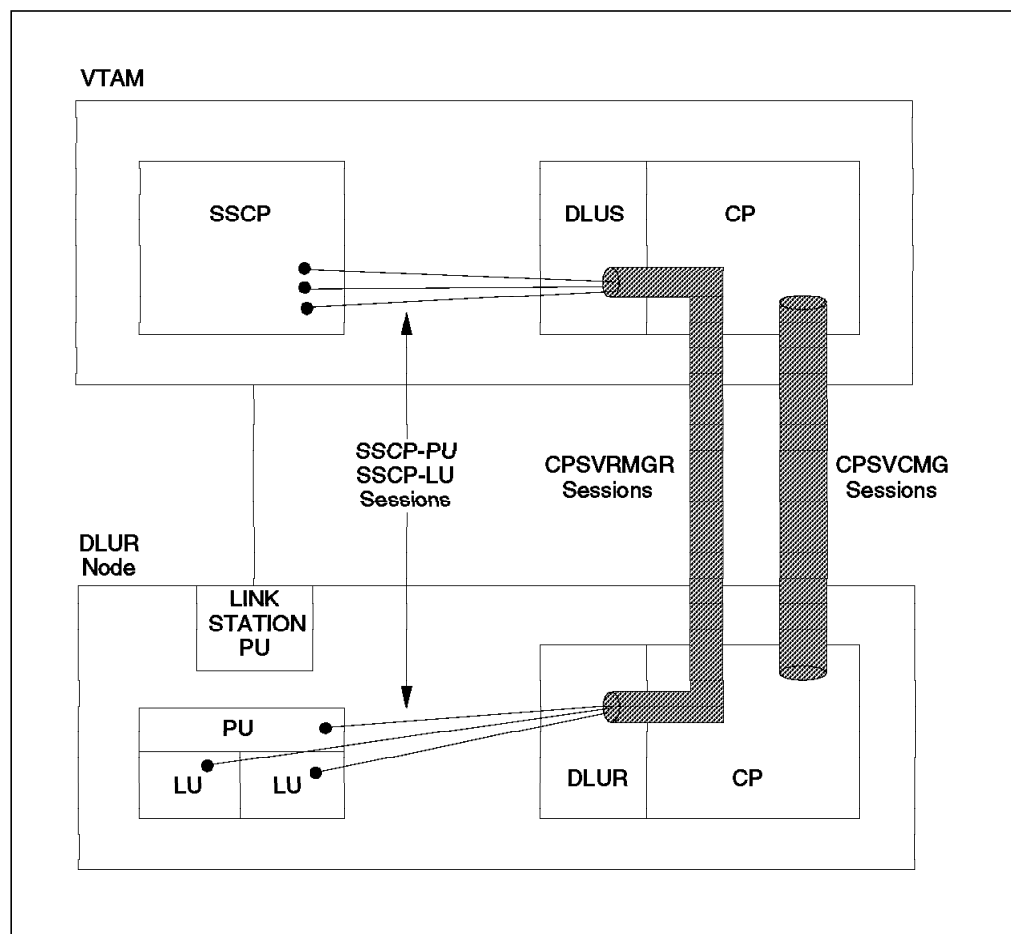 VTAM
SSCP
DLUS
CP
SSCP-PU
SSCP-LU
Sessions
CPSVRMGR
Sessions
CPSVCMG
Sessions
DLUR
Node
LINK
STATION
PU
PU
LU
LU
DLUR
CP